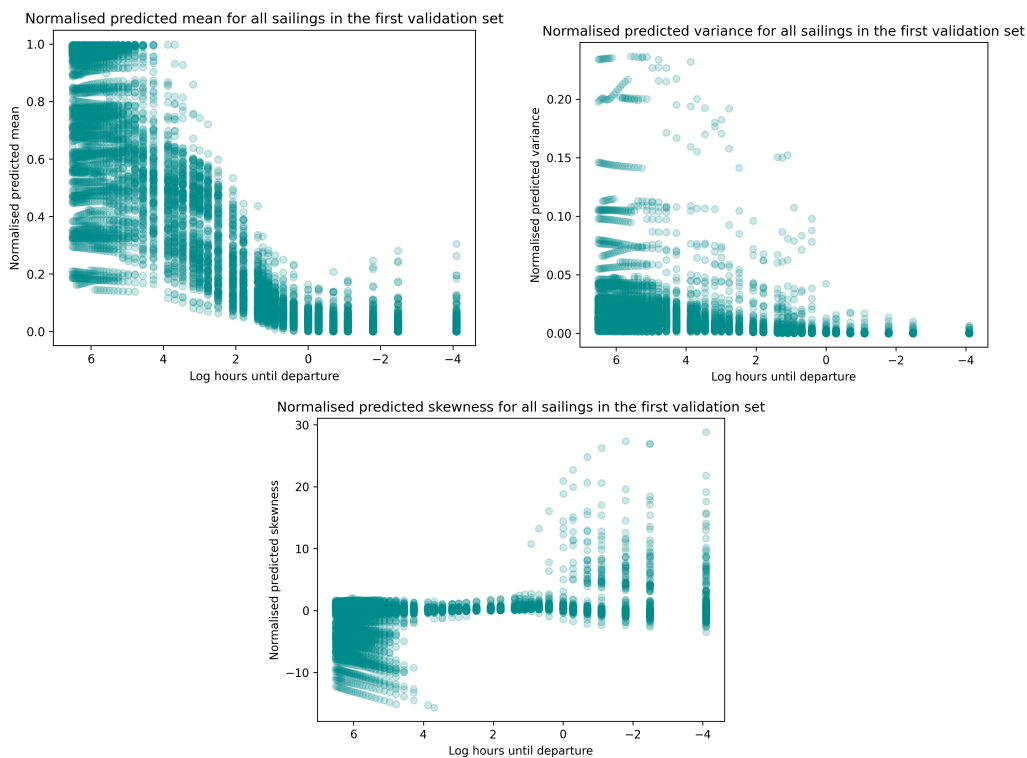 Normalised predicted mean for all sailings in the first validation set
1.0
0.8
0.6
0.4
0.2
0.0
Normalised predicted mean
6 4 2 0 −2 −4
Log hours until departure
Normalised predicted variance for all sailings in the first validation set
0.20
0.15
0.10
0.05
0.00
Normalised predicted variance
6 4 2 0 −2 −4
Log hours until departure
Normalised predicted skewness for all sailings in the first validation set
30
20
10
0
−10
Normalised predicted skewness
6 4 2 0 −2 −4
Log hours until departure